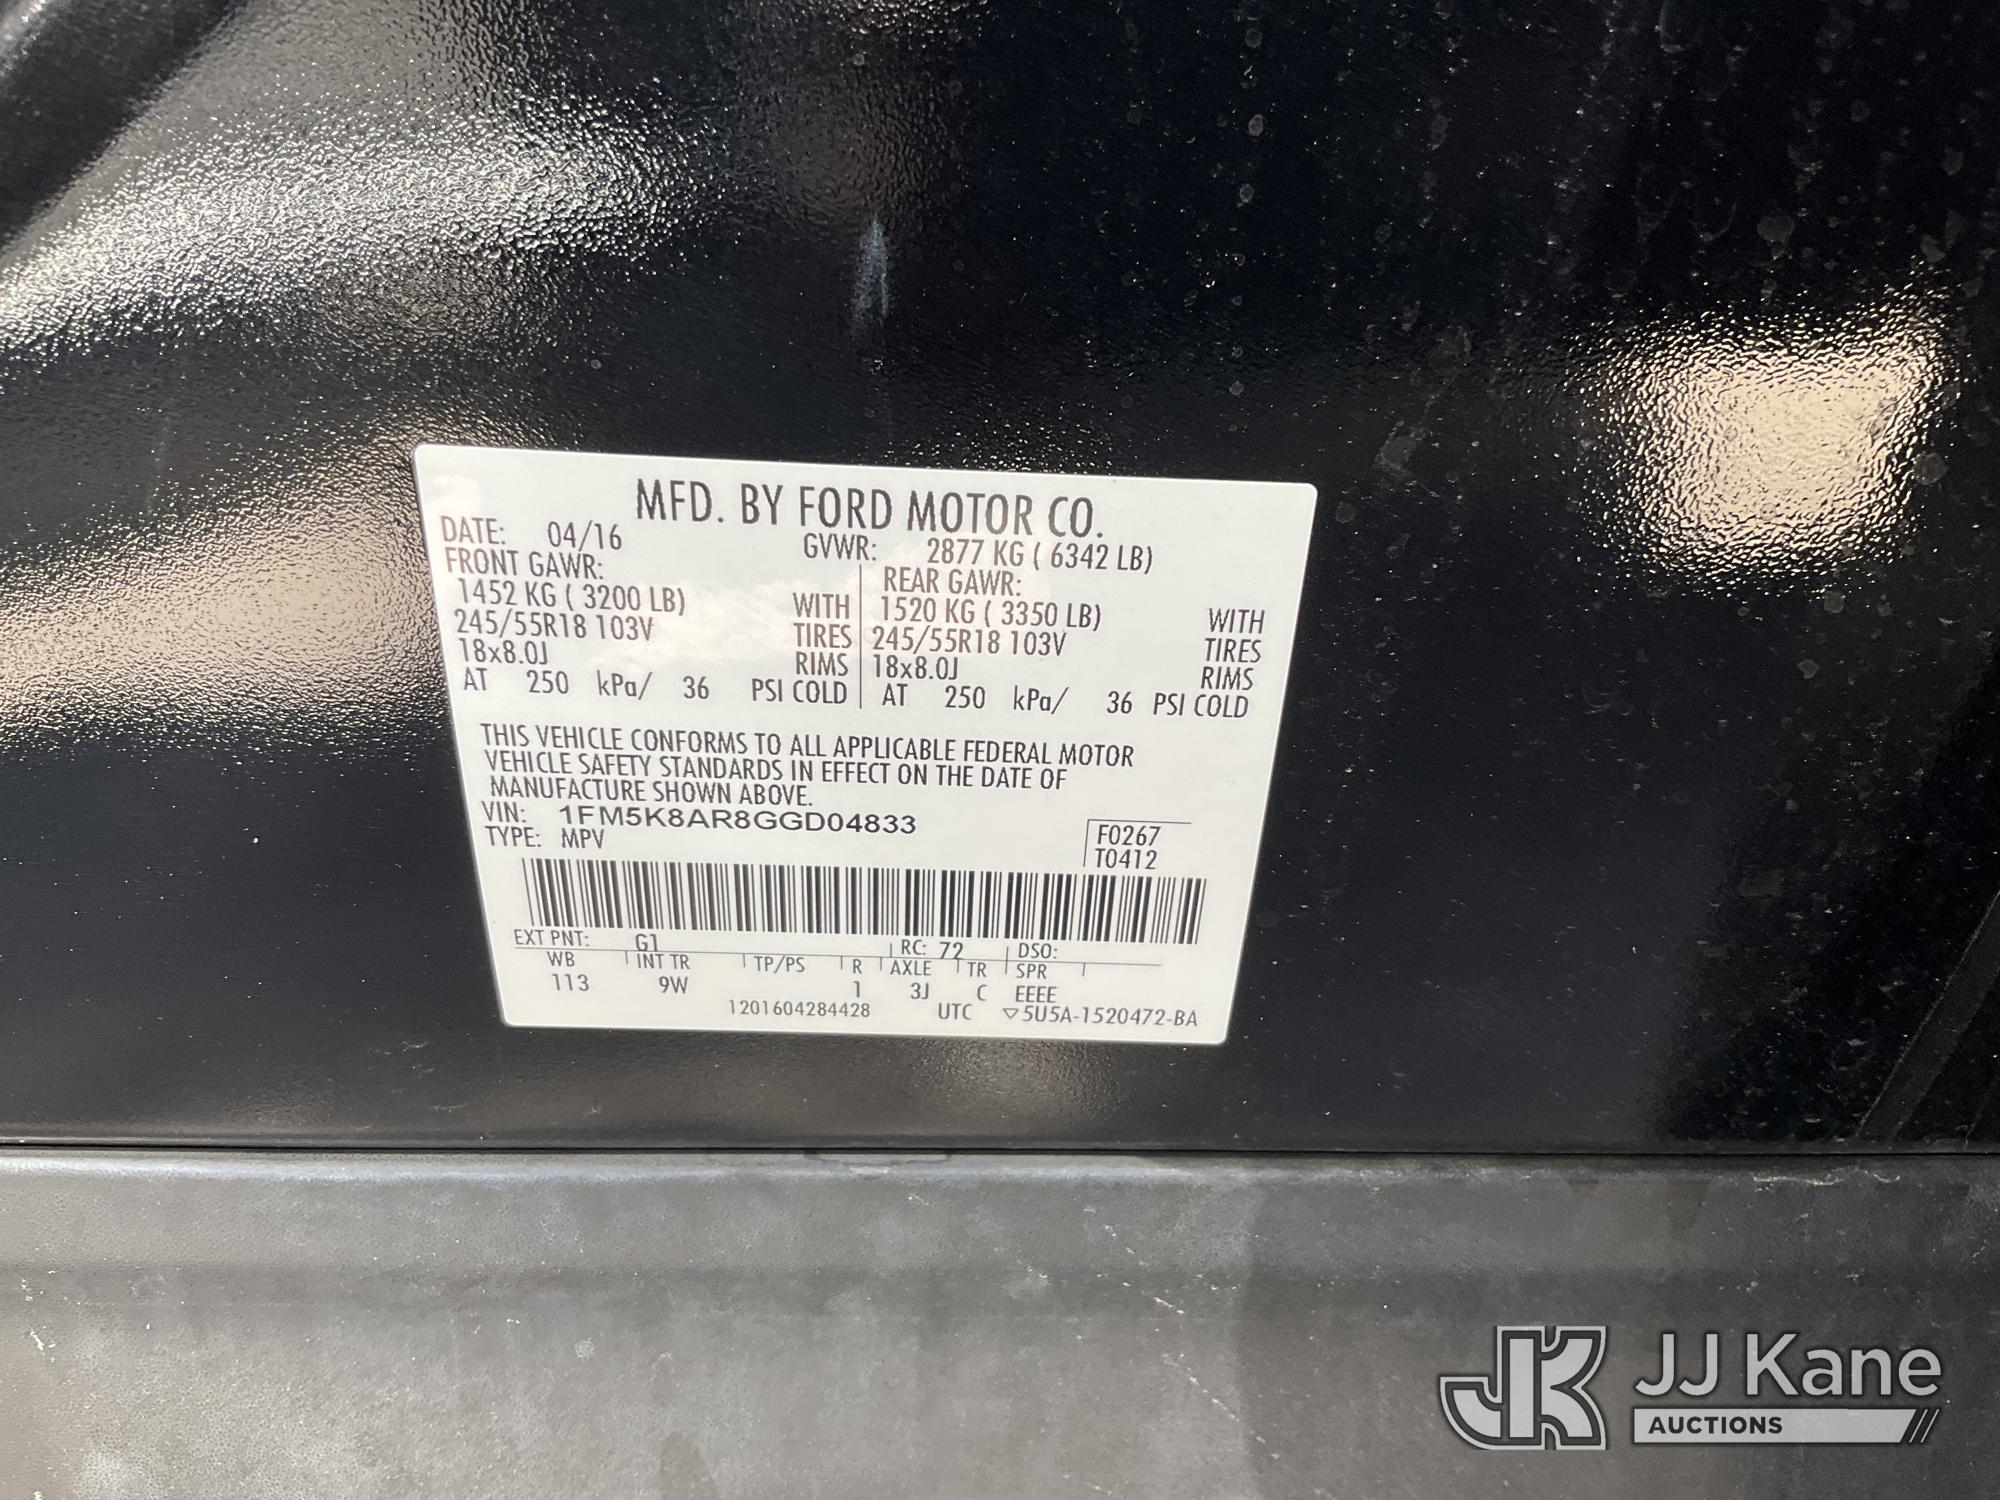 MFD. BY FORD MOTOR CO.
DATE: 04/16 GVWR: 2877 KG ( 6342 LB)
FRONT GAWR: REAR GAWR:
1452 KG ( 3200 LB) WITH 1520 KG ( 3350 LB) WITH
245/55R18 103V TIRES 245/55R18 103V TIRES
18x8.0J RIMS 18x8.0J RIMS
AT 250 kPa/ 36 PSI COLD AT 250 kPa/ 36 PSI COLD
THIS VEHICLE CONFORMS TO ALL APPLICABLE FEDERAL MOTOR
VEHICLE SAFETY STANDARDS IN EFFECT ON THE DATE OF
MANUFACTURE SHOWN ABOVE.
VIN: 1FM5K8AR8GGD04833
TYPE: MPV
F0267
T0412
EXT PNT: G1 RC: 72 DSO:
WB INT TR TP/PS R AXLE TR SPR
113 9W 1 3J C EEEE
1201604284428 UTC ▽5U5A-1520472-BA
JK JJ Kane
AUCTIONS